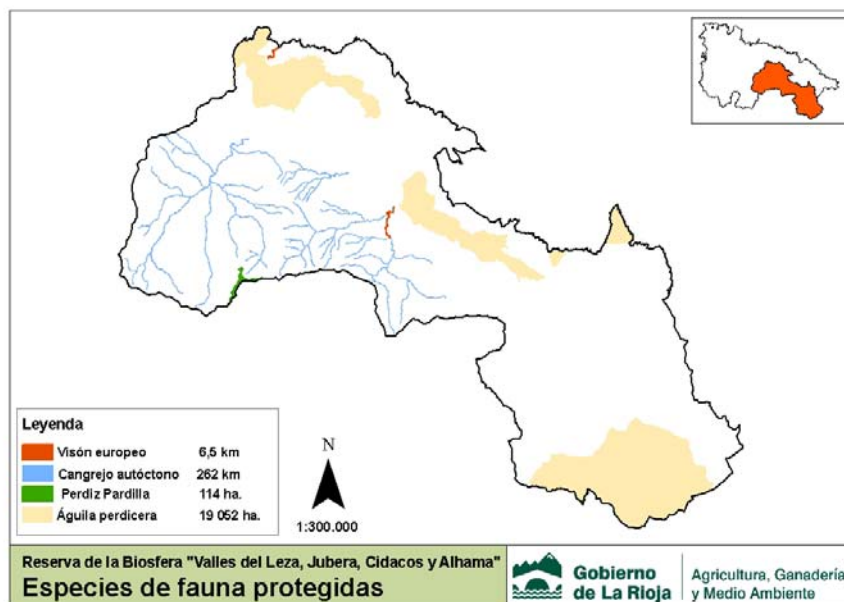 Leyenda
Visón europeo 6,5 km
Cangrejo autóctono 262 km
Perdiz Pardilla 114 ha.
Águila perdicera 19 052 ha.
N
1:300.000
Reserva de la Biosfera "Valles del Leza, Jubera, Cidacos y Alhama"
Especies de fauna protegidas
Gobierno
de La Rioja
Agricultura, Ganadería
y Medio Ambiente